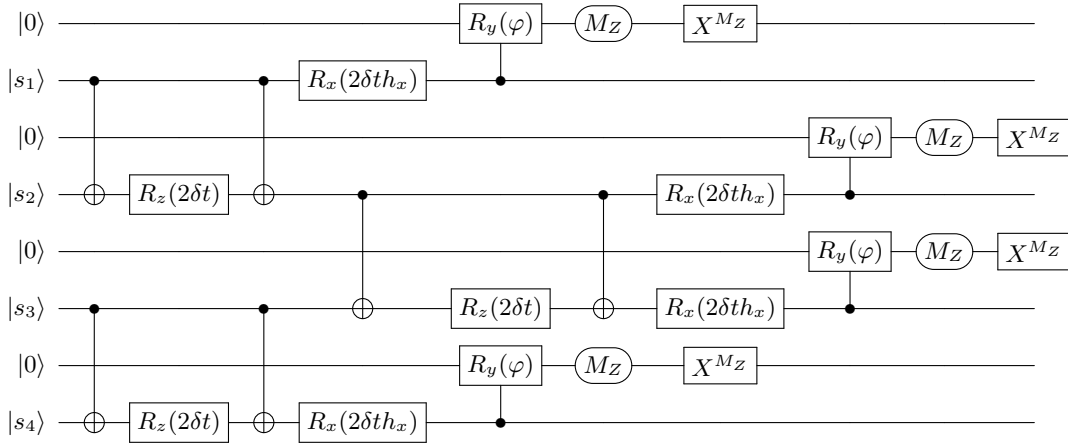 |0⟩ R_y(φ) M_Z X^{M_Z}
|s_1⟩ R_x(2δth_x)
|0⟩ R_y(φ) M_Z X^{M_Z}
|s_2⟩ R_z(2δt) R_x(2δth_x)
|0⟩ R_y(φ) M_Z X^{M_Z}
|s_3⟩ R_z(2δt) R_x(2δth_x)
|0⟩ R_y(φ) M_Z X^{M_Z}
|s_4⟩ R_z(2δt) R_x(2δth_x)